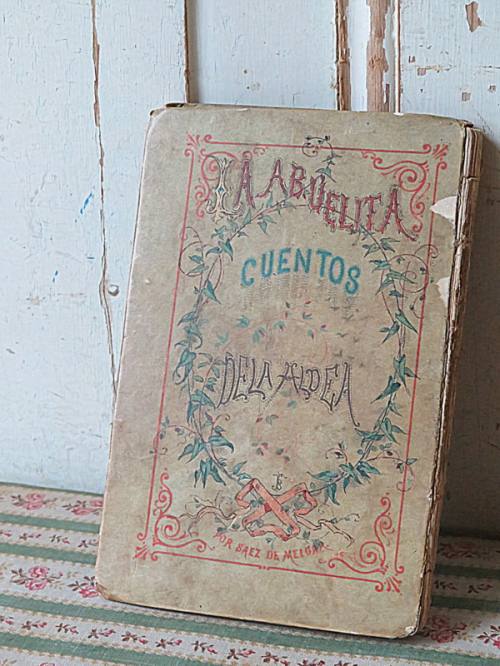 LA ABUELITA
CUENTOS
DE LA ALDEA
POR SAEZ DE MELGAR